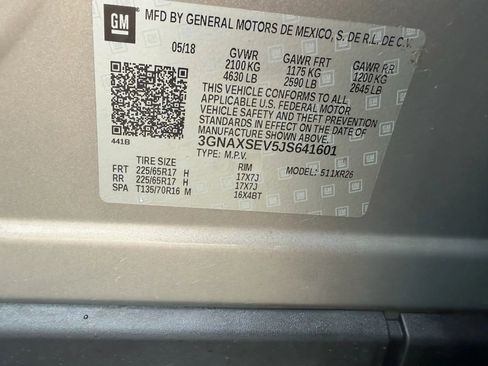 GM MFD BY GENERAL MOTORS DE MEXICO, S. DE R.L. DE C.V.
05/18 GVWR GAWR FRT GAWR RR
2100 KG 1175 KG 1200 KG
4630 LB 2590 LB 2645 LB
THIS VEHICLE CONFORMS TO ALL
APPLICABLE U.S. FEDERAL MOTOR
VEHICLE SAFETY AND THEFT PREVENTION
STANDARDS IN EFFECT ON THE DATE OF
MANUFACTURE SHOWN ABOVE.
441B 3GNAXSEV5JS641601
TYPE: M.P.V.
TIRE SIZE RIM MODEL: 511XR26
FRT 225/65R17 H 17X7J
RR 225/65R17 H 17X7J
SPA T135/70R16 M 16X4BT